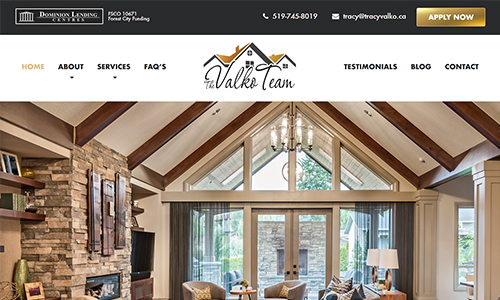 DOMINION LENDING
CENTRES
FSCO 10671
Forest City Funding
519-745-8019
tracy@tracyvalko.ca
APPLY NOW
HOME
ABOUT
SERVICES
FAQ'S
The Valko Team
TESTIMONIALS
BLOG
CONTACT